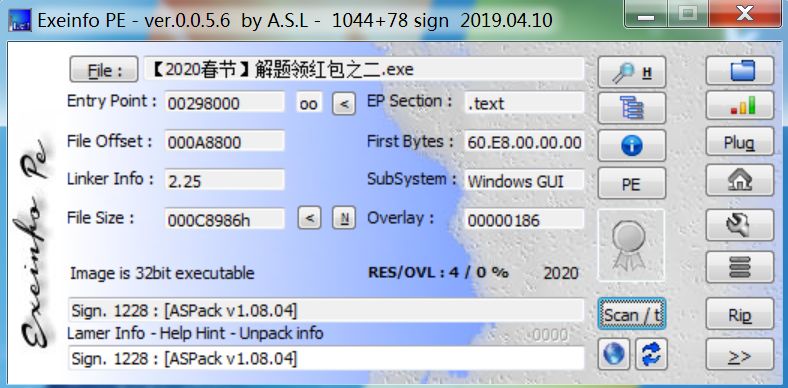 Exeinfo PE - ver.0.0.5.6 by A.S.L - 1044+78 sign 2019.04.10
Exeinfo Pe
File : 【2020春节】解题领红包之二.exe H
Entry Point : 00298000 oo < EP Section : .text
File Offset : 000A8800 First Bytes : 60.E8.00.00.00 Plug
Linker Info : 2.25 SubSystem : Windows GUI PE
File Size : 000C8986h < N Overlay : 00000186
Image is 32bit executable RES/OVL : 4 / 0 % 2020
Sign. 1228 : [ASPack v1.08.04] Scan / t Rip
Lamer Info - Help Hint - Unpack info 0000
Sign. 1228 : [ASPack v1.08.04] >>